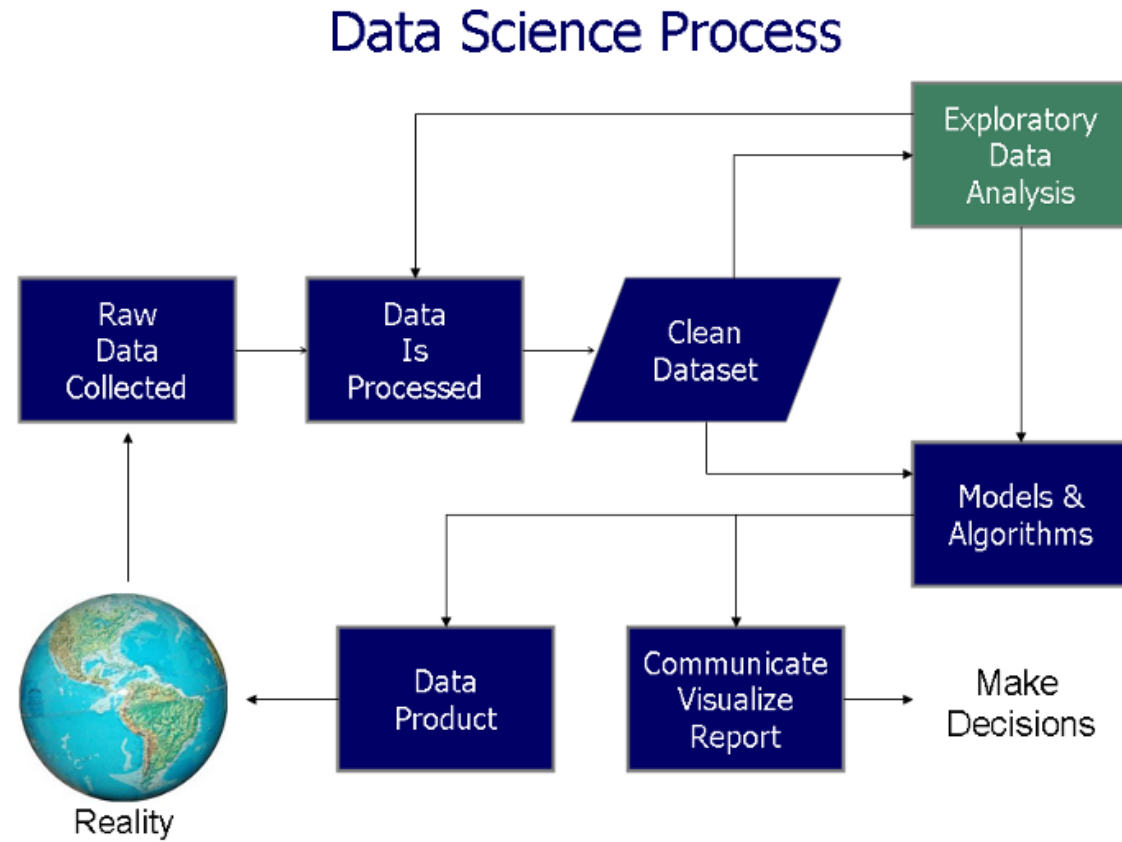 Data Science Process
Exploratory
Data
Analysis
Raw
Data
Collected
Data
Is
Processed
Clean
Dataset
Models &
Algorithms
Data
Product
Communicate
Visualize
Report
Make
Decisions
Reality